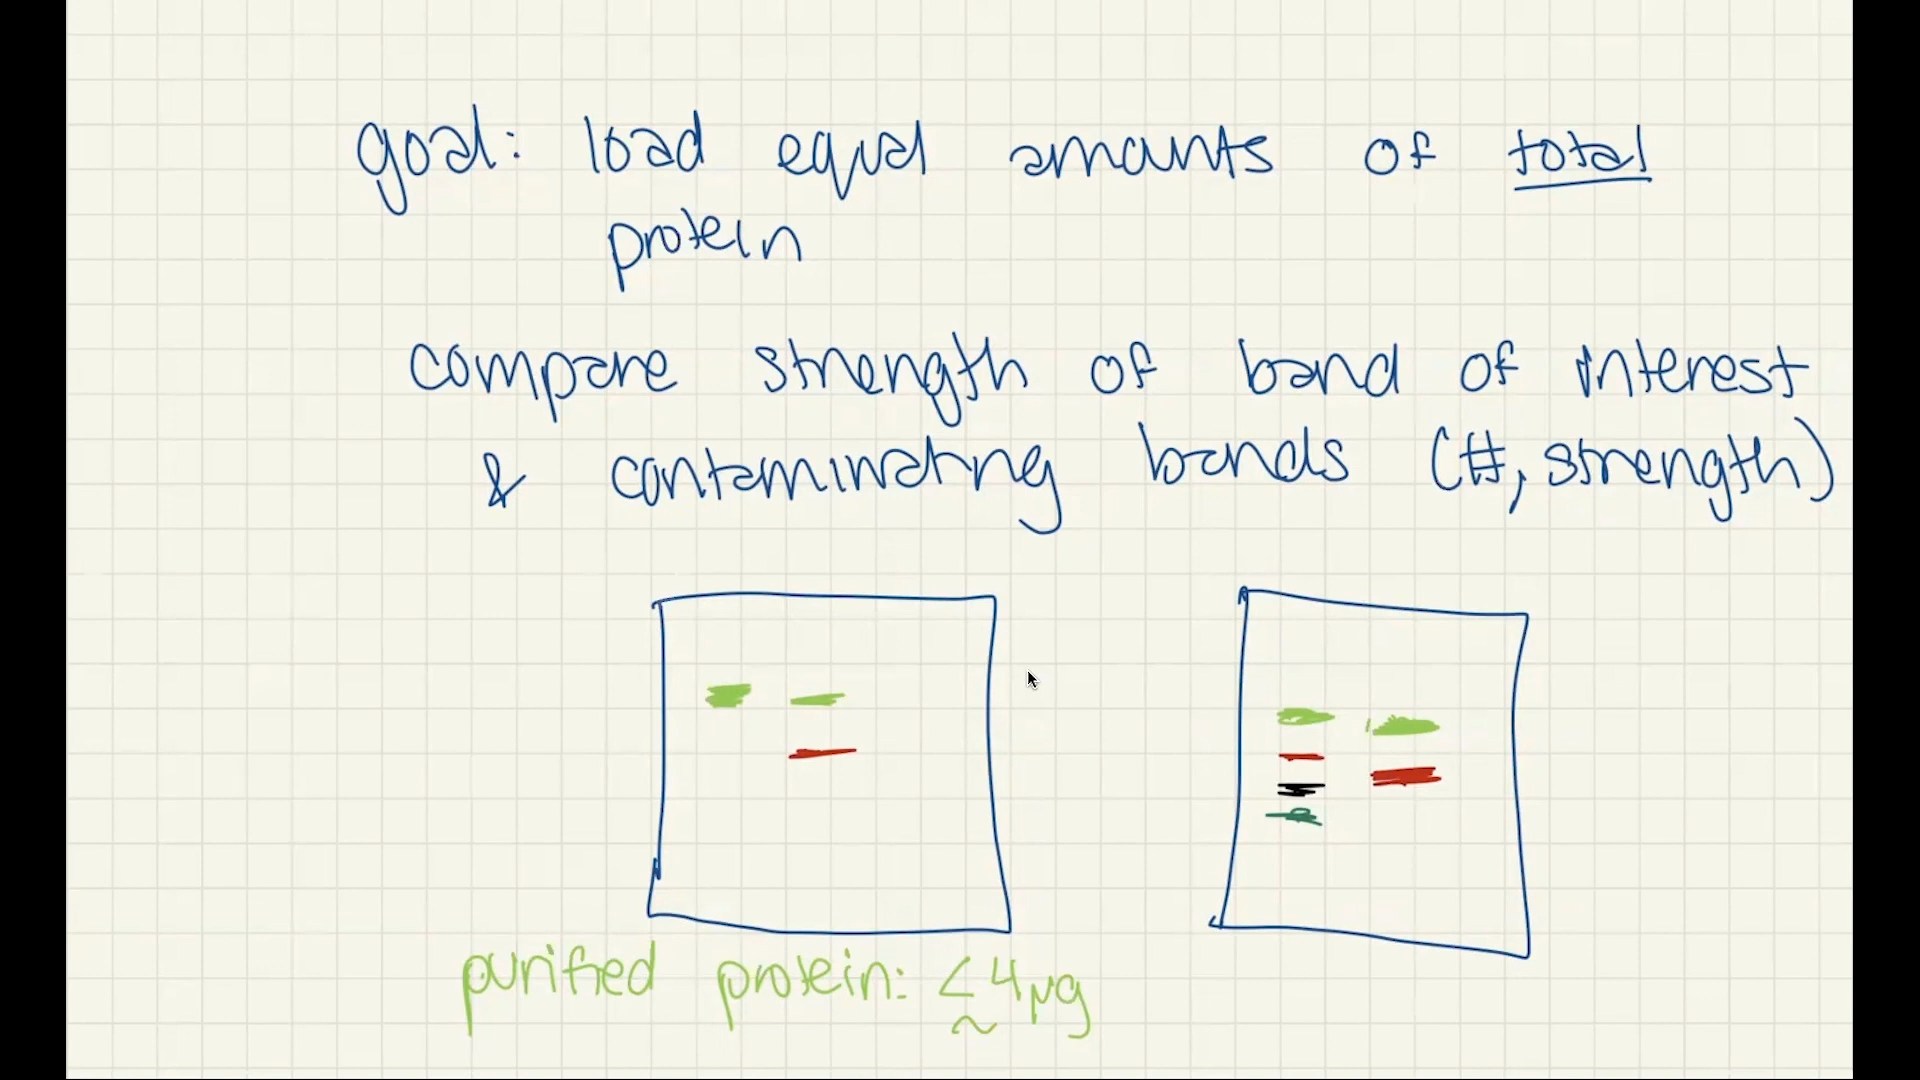 goal: load equal amounts of total
protein
compare strength of band of interest
& contaminating bands (#, strength)
purified protein: ≲4µg